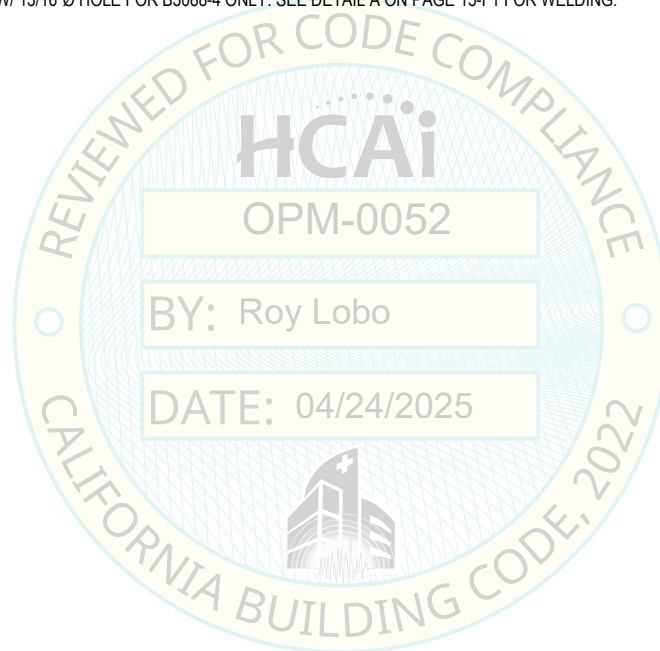 W/ 15/16"Ø HOLE FOR B3088-4 ONLY. SEE DETAIL A ON PAGE 15-F1 FOR WELDING.
REVIEWED FOR CODE COMPLIANCE
HCAi
OPM-0052
BY: Roy Lobo
DATE: 04/24/2025
CALIFORNIA BUILDING CODE, 2022